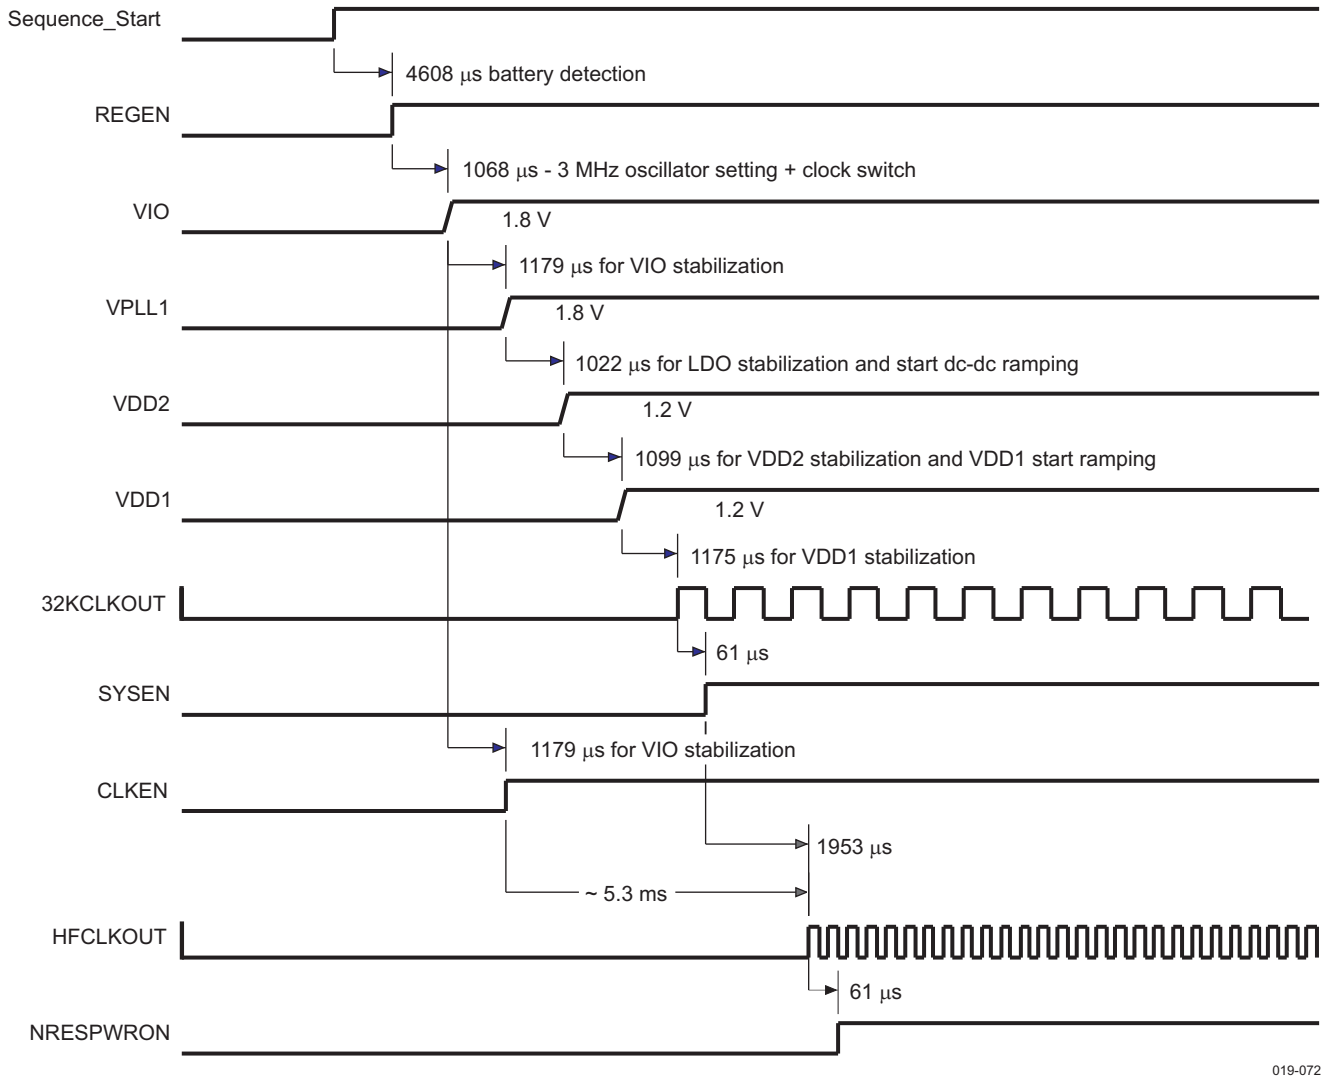 Sequence_Start
4608 μs battery detection
REGEN
1068 μs - 3 MHz oscillator setting + clock switch
VIO
1.8 V
1179 μs for VIO stabilization
VPLL1
1.8 V
1022 μs for LDO stabilization and start dc-dc ramping
VDD2
1.2 V
1099 μs for VDD2 stabilization and VDD1 start ramping
VDD1
1.2 V
1175 μs for VDD1 stabilization
32KCLKOUT
61 μs
SYSEN
1179 μs for VIO stabilization
CLKEN
1953 μs
~ 5.3 ms
HFCLKOUT
61 μs
NRESPWRON
019-072